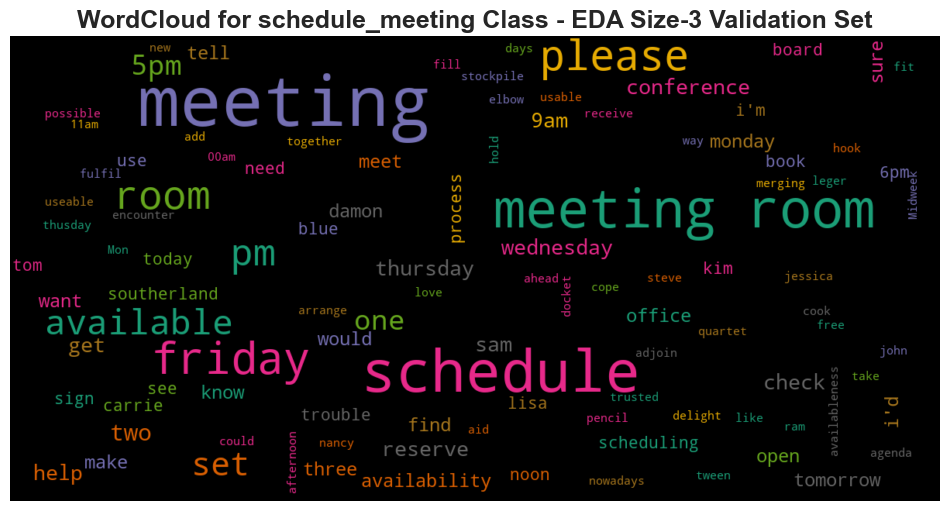 WordCloud for schedule_meeting Class - EDA Size-3 Validation Set
new
tell
5pm
meeting
fill
days
stockpile
please
conference
board
sure
fit
possible
11am
add
together
elbow
usable
receive
9am
i'm
hold
way
monday
hook
use
fulfil
00am
need
meet
book
6pm
Midweek
merging
leger
useable
room
encounter
thusday
damon
blue
process
meeting room
wednesday
Mon
today
pm
tom
thursday
kim
ahead
docket
steve
jessica
cope
love
want
southerland
available
arrange
one
office
quartet
cook
free
get
would
friday
schedule
sam
adjoin
john
see
know
sign
carrie
check
take
trusted
lisa
trouble
find
aid
pencil
delight
like
ram
availableness
i'd
two
could
afternoon
nancy
reserve
scheduling
open
agenda
help
make
set
three
availability
noon
nowadays
tween
tomorrow